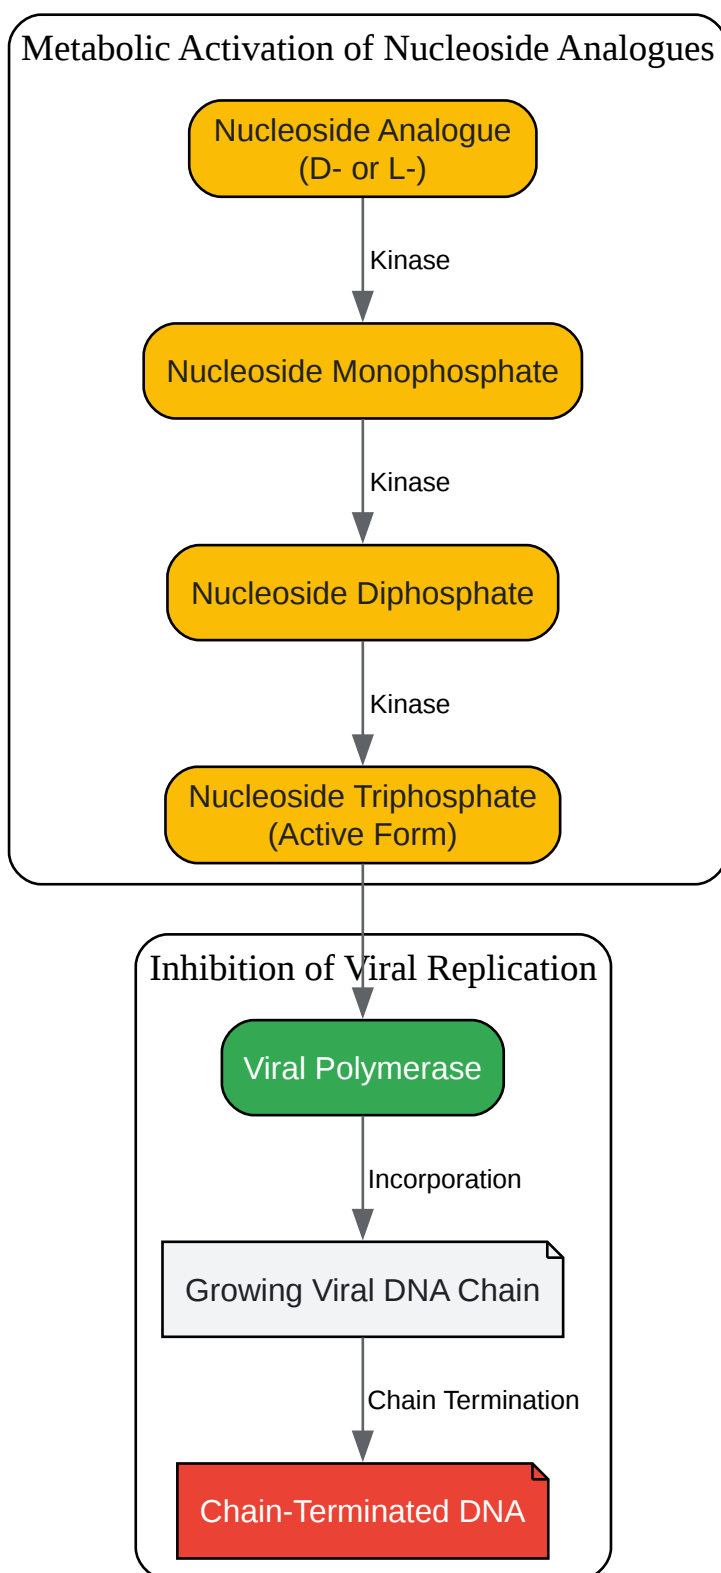 Metabolic Activation of Nucleoside Analogues
Nucleoside Analogue
(D- or L-)
Kinase
Nucleoside Monophosphate
Kinase
Nucleoside Diphosphate
Kinase
Nucleoside Triphosphate
(Active Form)
Inhibition of Viral Replication
Viral Polymerase
Incorporation
Growing Viral DNA Chain
Chain Termination
Chain-Terminated DNA